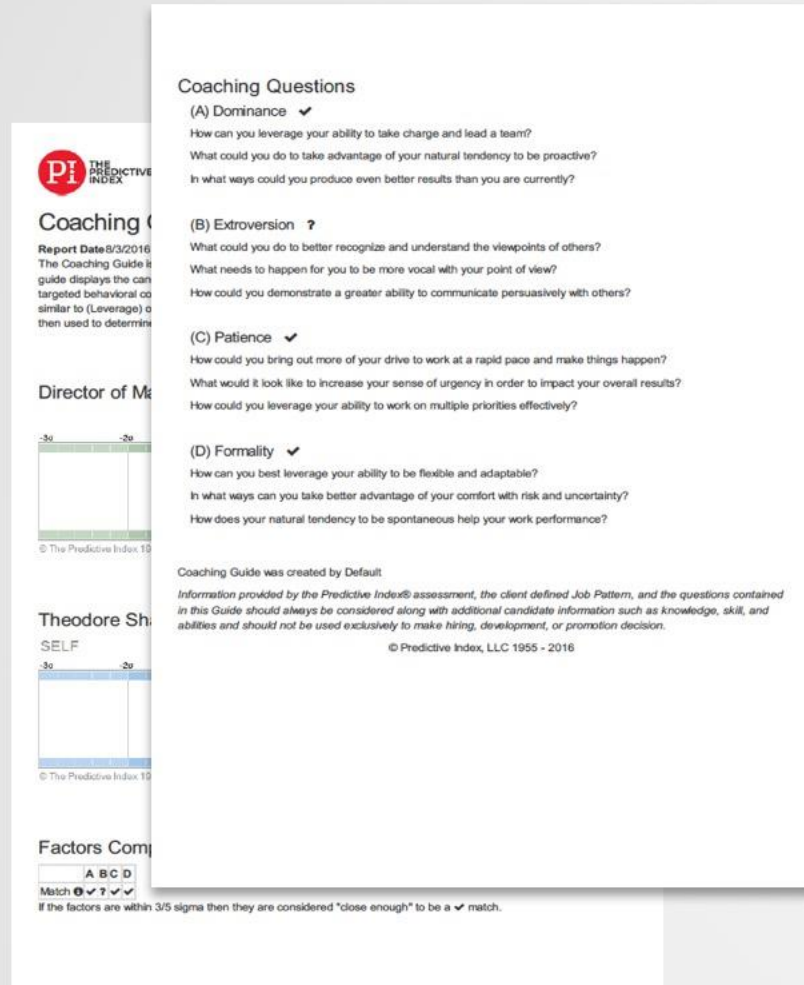 PI THE
PREDICTIVE
INDEX
Coaching
Report Date8/3/2016
The Coaching Guide is
guide displays the can
targeted behavioral co
similar to (Leverage) o
then used to determine
Director of Ma
-3σ -2σ
© The Predictive Index 19
Theodore Sh
SELF
-3σ -2σ
© The Predictive Index 19
Factors Comp
A B C D
Match ✔ ? ✔ ✔
If the factors are within 3/5 sigma then they are considered "close enough" to be a ✔ match.
Coaching Questions
(A) Dominance ✔
How can you leverage your ability to take charge and lead a team?
What could you do to take advantage of your natural tendency to be proactive?
In what ways could you produce even better results than you are currently?
(B) Extroversion ?
What could you do to better recognize and understand the viewpoints of others?
What needs to happen for you to be more vocal with your point of view?
How could you demonstrate a greater ability to communicate persuasively with others?
(C) Patience ✔
How could you bring out more of your drive to work at a rapid pace and make things happen?
What would it look like to increase your sense of urgency in order to impact your overall results?
How could you leverage your ability to work on multiple priorities effectively?
(D) Formality ✔
How can you best leverage your ability to be flexible and adaptable?
In what ways can you take better advantage of your comfort with risk and uncertainty?
How does your natural tendency to be spontaneous help your work performance?
Coaching Guide was created by Default
Information provided by the Predictive Index® assessment, the client defined Job Pattern, and the questions contained
in this Guide should always be considered along with additional candidate information such as knowledge, skill, and
abilities and should not be used exclusively to make hiring, development, or promotion decision.
© Predictive Index, LLC 1955 - 2016